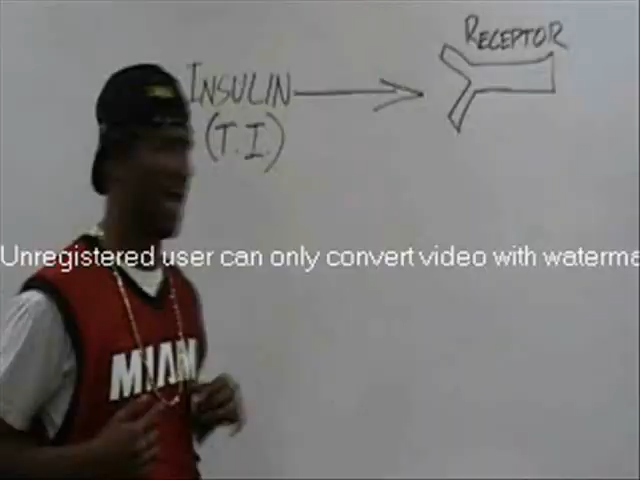 RECEPTOR
INSULIN
(T.I.)
Unregistered user can only convert video with waterma
MIAMI